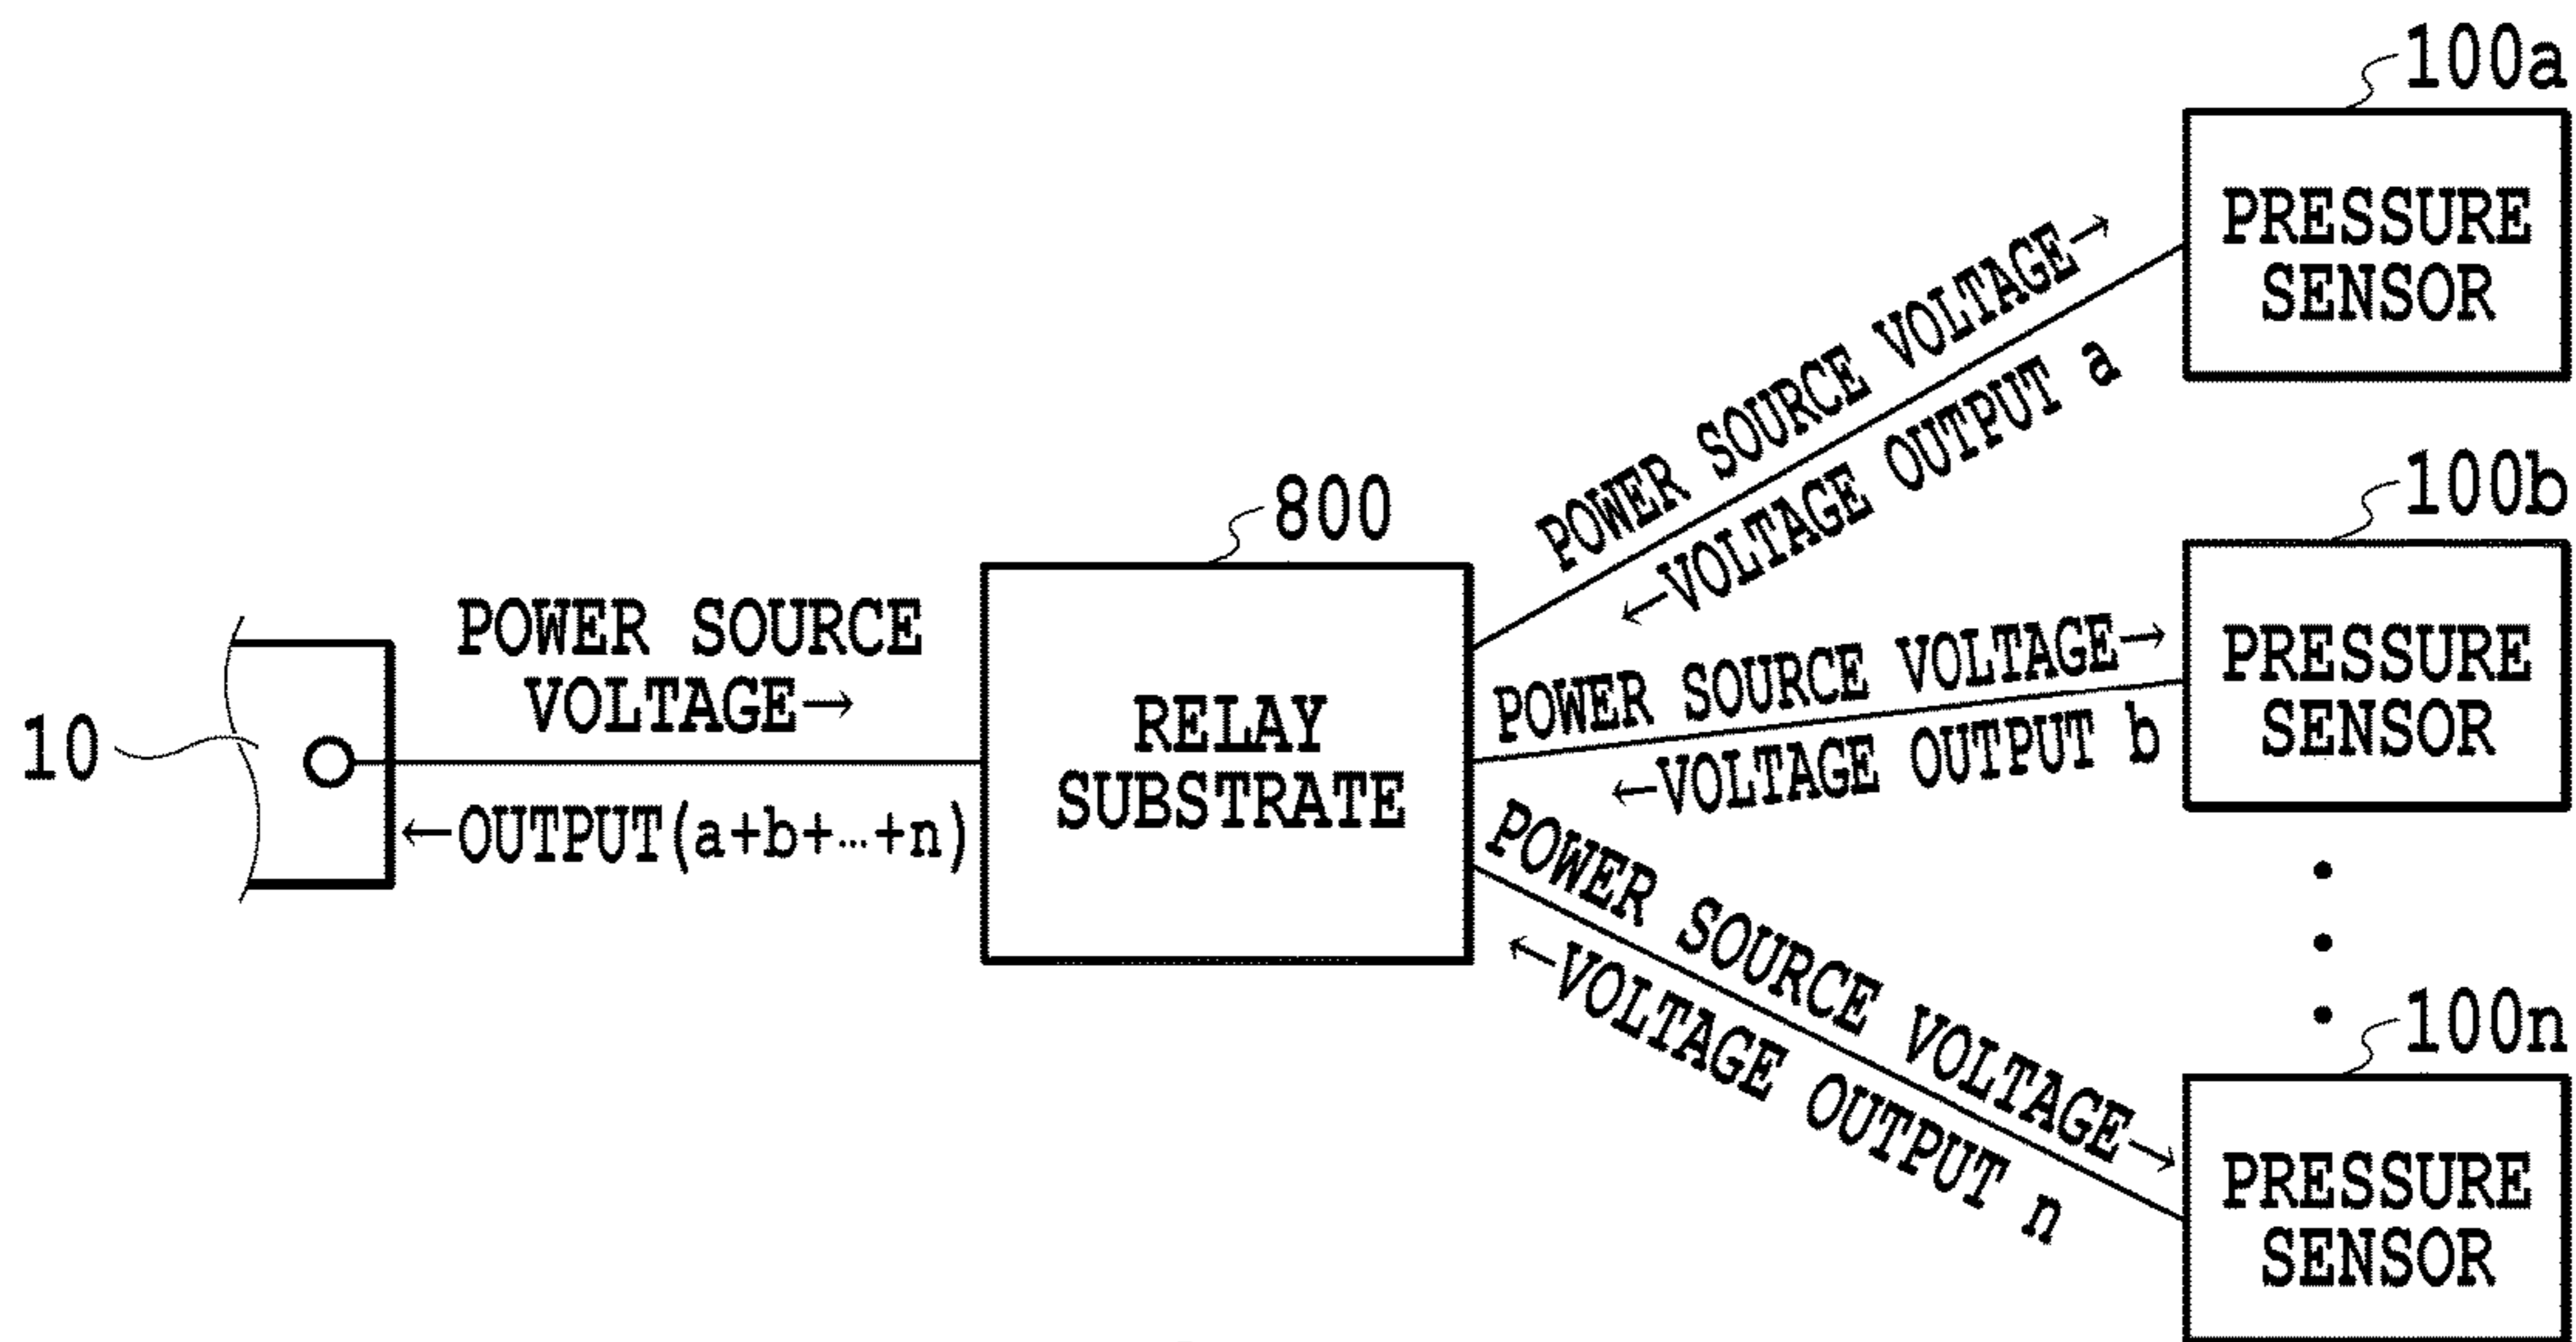 100a
PRESSURE
SENSOR
POWER SOURCE VOLTAGE→
←VOLTAGE OUTPUT a
100b
800
POWER SOURCE
VOLTAGE→
10
←OUTPUT(a+b+…+n)
RELAY
SUBSTRATE
POWER SOURCE VOLTAGE→
←VOLTAGE OUTPUT b
PRESSURE
SENSOR
POWER SOURCE VOLTAGE→
←VOLTAGE OUTPUT n
100n
PRESSURE
SENSOR